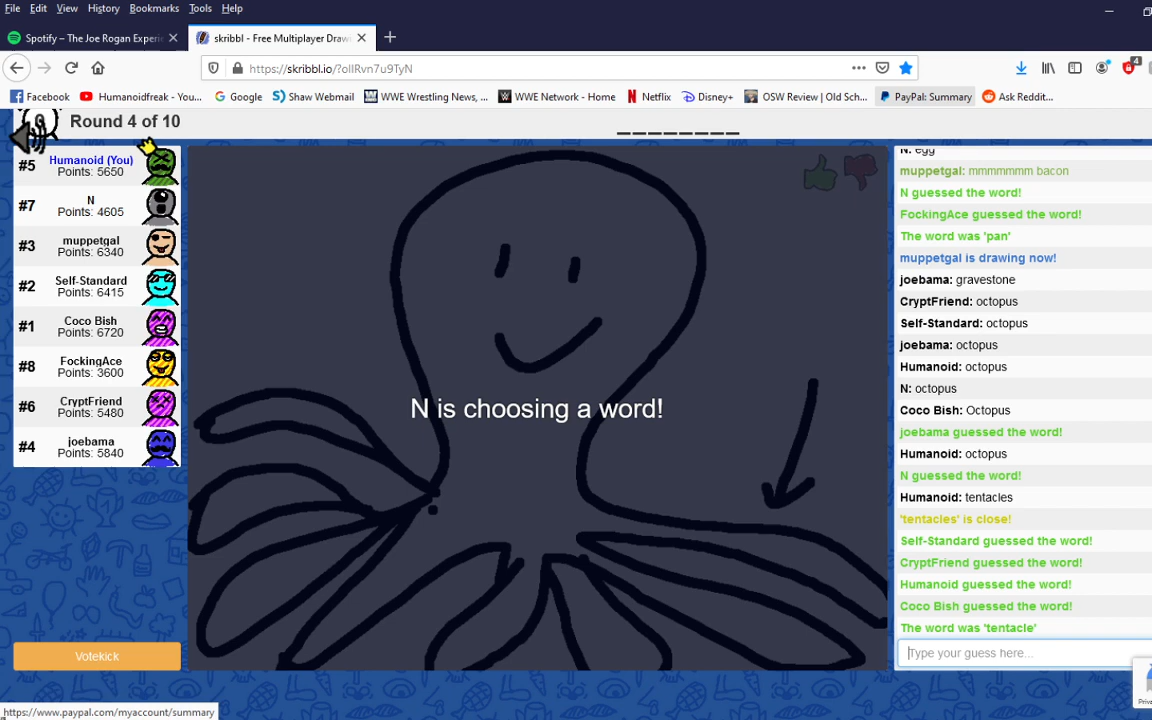 File Edit View History Bookmarks Tools Help
Spotify – The Joe Rogan Experi
skribbl - Free Multiplayer Draw
https://skribbl.io/?olIRvn7u9TyN
4
Facebook Humanoidfreak - You... Google Shaw Webmail WWE Wrestling News, ... WWE Network - Home Netflix Disney+ OSW Review | Old Sch... PayPal: Summary Ask Reddit...
0 Round 4 of 10 ________
#5 Humanoid (You)
Points: 5650
#7 N
Points: 4605
#3 muppetgal
Points: 6340
#2 Self-Standard
Points: 6415
#1 Coco Bish
Points: 6720
#8 FockingAce
Points: 3600
#6 CryptFriend
Points: 5480
#4 joebama
Points: 5840
Votekick
N is choosing a word!
N: egg
muppetgal: mmmmmmm bacon
N guessed the word!
FockingAce guessed the word!
The word was 'pan'
muppetgal is drawing now!
joebama: gravestone
CryptFriend: octopus
Self-Standard: octopus
joebama: octopus
Humanoid: octopus
N: octopus
Coco Bish: Octopus
joebama guessed the word!
Humanoid: octopus
N guessed the word!
Humanoid: tentacles
'tentacles' is close!
Self-Standard guessed the word!
CryptFriend guessed the word!
Humanoid guessed the word!
Coco Bish guessed the word!
The word was 'tentacle'
Type your guess here...
https://www.paypal.com/myaccount/summary